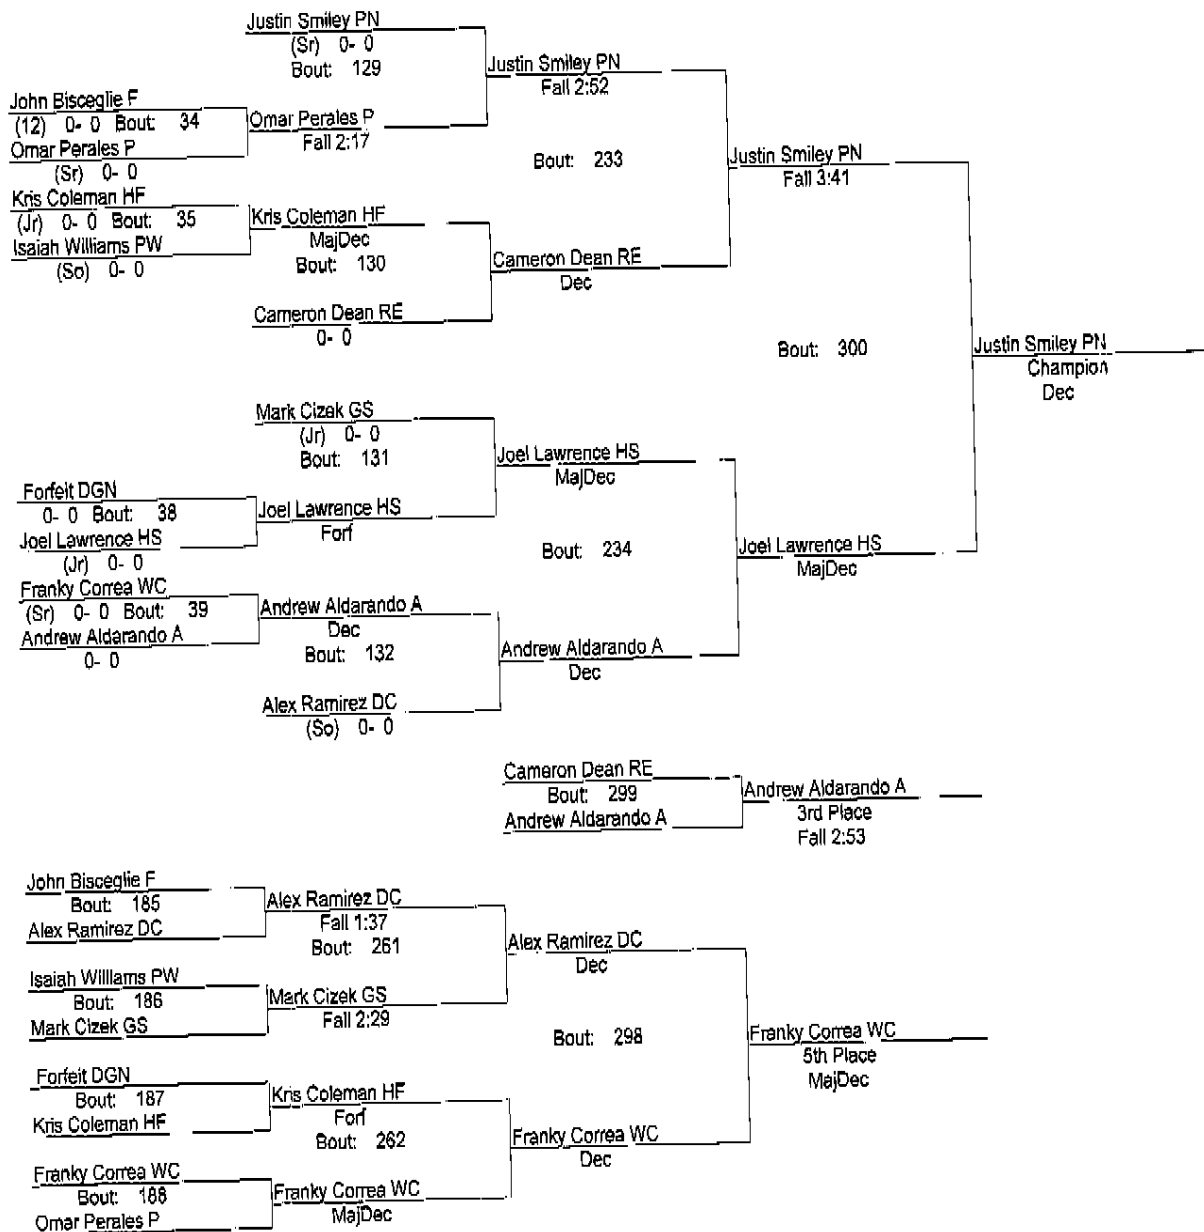 Justin Smiley PN
(Sr) 0- 0
Bout: 129
Justin Smiley PN
Fall 2:52
John Bisceglie F
(12) 0- 0 Bout: 34
Omar Perales P
Fall 2:17
Omar Perales P
(Sr) 0- 0
Bout: 233
Justin Smiley PN
Fall 3:41
Kris Coleman HF
(Jr) 0- 0 Bout: 35
Kris Coleman HF
MajDec
Isaiah Williams PW
(So) 0- 0
Bout: 130
Cameron Dean RE
Dec
Cameron Dean RE
0- 0
Bout: 300
Justin Smiley PN
Champion
Dec
Mark Cizek GS
(Jr) 0- 0
Bout: 131
Joel Lawrence HS
MajDec
Forfeit DGN
0- 0 Bout: 38
Joel Lawrence HS
Forf
Joel Lawrence HS
(Jr) 0- 0
Bout: 234
Joel Lawrence HS
MajDec
Franky Correa WC
(Sr) 0- 0 Bout: 39
Andrew Aldarando A
Dec
Andrew Aldarando A
0- 0
Bout: 132
Andrew Aldarando A
Dec
Alex Ramirez DC
(So) 0- 0
Cameron Dean RE
Bout: 299
Andrew Aldarando A
Andrew Aldarando A
3rd Place
Fall 2:53
John Bisceglie F
Bout: 185
Alex Ramirez DC
Alex Ramirez DC
Fall 1:37
Bout: 261
Alex Ramirez DC
Dec
Isaiah Williams PW
Bout: 186
Mark Cizek GS
Mark Cizek GS
Fall 2:29
Bout: 298
Franky Correa WC
5th Place
MajDec
Forfeit DGN
Bout: 187
Kris Coleman HF
Kris Coleman HF
Forf
Bout: 262
Franky Correa WC
Dec
Franky Correa WC
Bout: 188
Omar Perales P
Franky Correa WC
MajDec